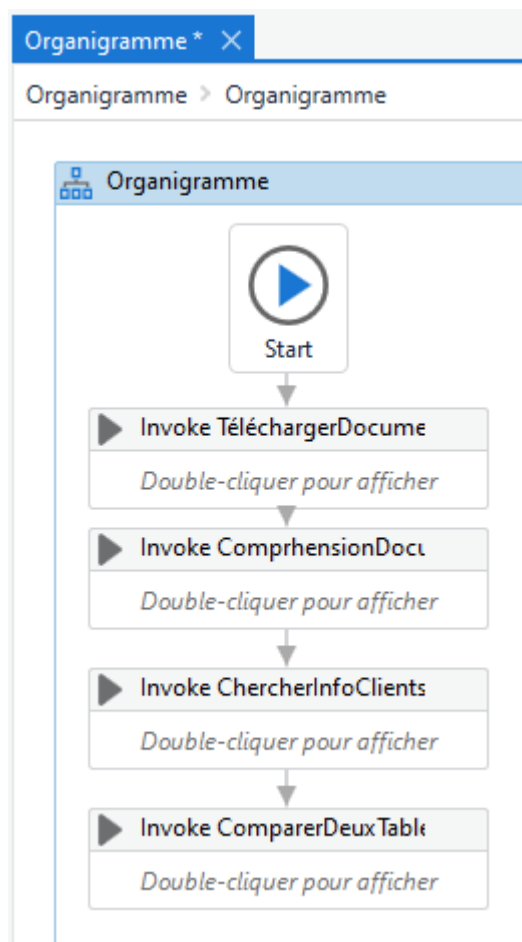 Organigramme *
Organigramme > Organigramme
Organigramme
Start
Invoke TéléchargerDocume
Double-cliquer pour afficher
Invoke ComprhensionDocu
Double-cliquer pour afficher
Invoke ChercherInfoClients
Double-cliquer pour afficher
Invoke ComparerDeuxTable
Double-cliquer pour afficher